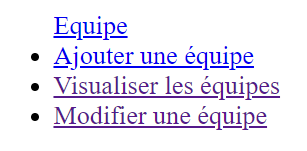 Equipe
Ajouter une équipe
Visualiser les équipes
Modifier une équipe